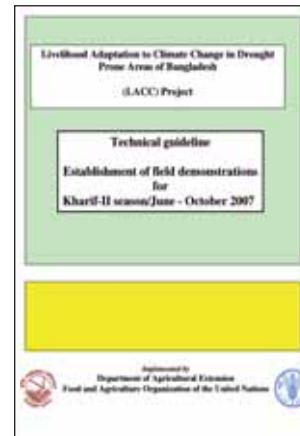 Livelihood Adaptation to Climate Change in Drought
Prone Areas of Bangladesh
(LACC) Project
Technical guideline
Establishment of field demonstrations
for
Kharif-II season/June - October 2007
Implemented by
Department of Agricultural Extension
Food and Agriculture Organization of the United Nations